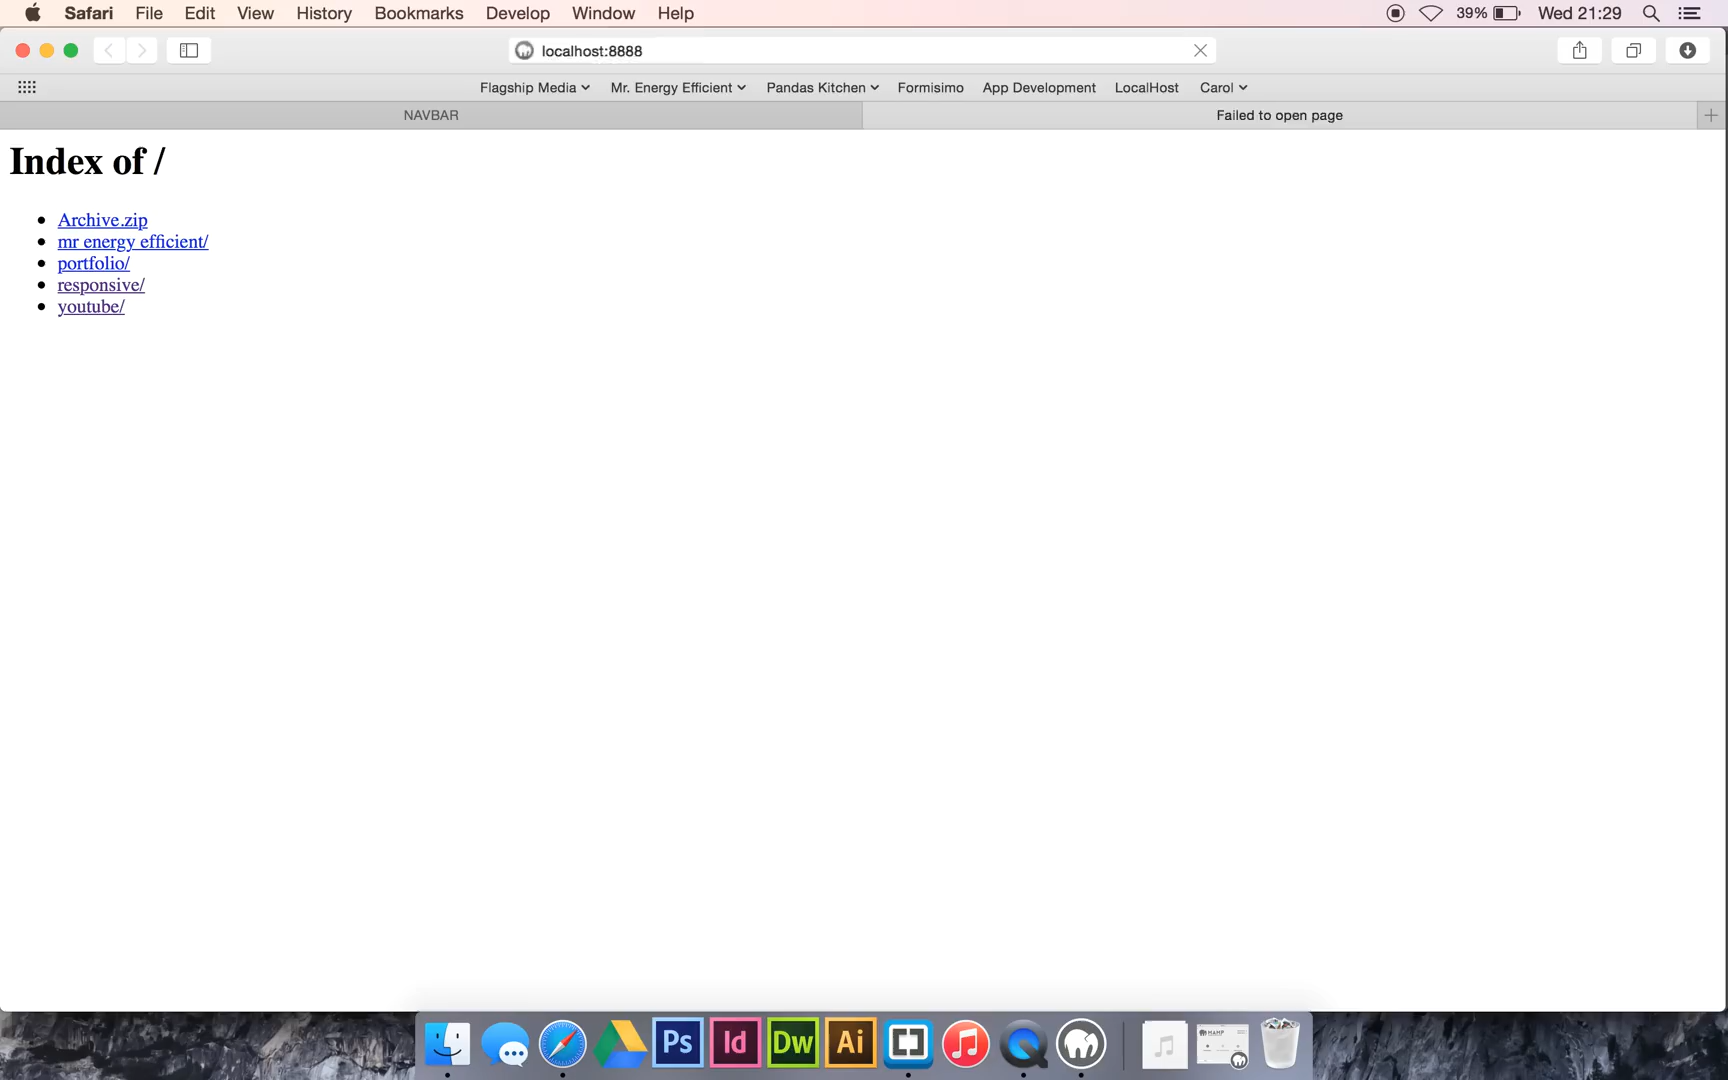 Safari File Edit View History Bookmarks Develop Window Help 39% Wed 21:29
localhost:8888
Flagship Media Mr. Energy Efficient Pandas Kitchen Formisimo App Development LocalHost Carol
NAVBAR Failed to open page
Index of /
Archive.zip
mr energy efficient/
portfolio/
responsive/
youtube/
Ps Id Dw Ai MAMP